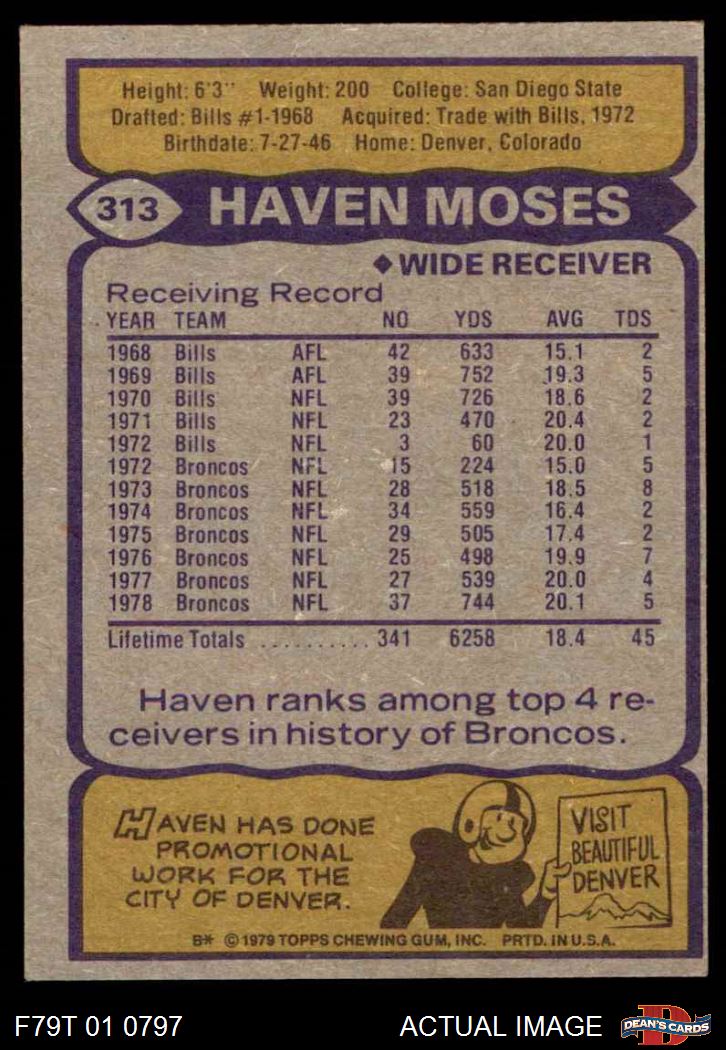 Height: 6'3" Weight: 200 College: San Diego State
Drafted: Bills #1-1968 Acquired: Trade with Bills, 1972
Birthdate: 7-27-46 Home: Denver, Colorado
313 HAVEN MOSES
◆ WIDE RECEIVER
Receiving Record
YEAR TEAM NO YDS AVG TDS
1968 Bills AFL 42 633 15.1 2
1969 Bills AFL 39 752 19.3 5
1970 Bills NFL 39 726 18.6 2
1971 Bills NFL 23 470 20.4 2
1972 Bills NFL 3 60 20.0 1
1972 Broncos NFL 15 224 15.0 5
1973 Broncos NFL 28 518 18.5 8
1974 Broncos NFL 34 559 16.4 2
1975 Broncos NFL 29 505 17.4 2
1976 Broncos NFL 25 498 19.9 7
1977 Broncos NFL 27 539 20.0 4
1978 Broncos NFL 37 744 20.1 5
Lifetime Totals .......... 341 6258 18.4 45
Haven ranks among top 4 re-
ceivers in history of Broncos.
HAVEN HAS DONE
PROMOTIONAL
WORK FOR THE
CITY OF DENVER.
VISIT
BEAUTIFUL
DENVER
B* © 1979 TOPPS CHEWING GUM, INC. PRTD. IN U.S.A.
F79T 01 0797 ACTUAL IMAGE D DEAN'S CARDS